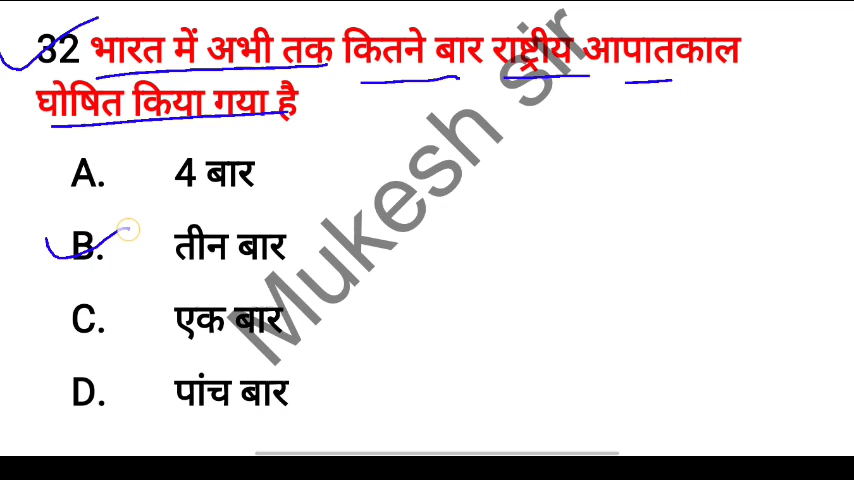 32 भारत में अभी तक कितने बार राष्ट्रीय आपातकाल
घोषित किया गया है
A. 4 बार
B. तीन बार
C. एक बार
D. पांच बार
Mukesh sir